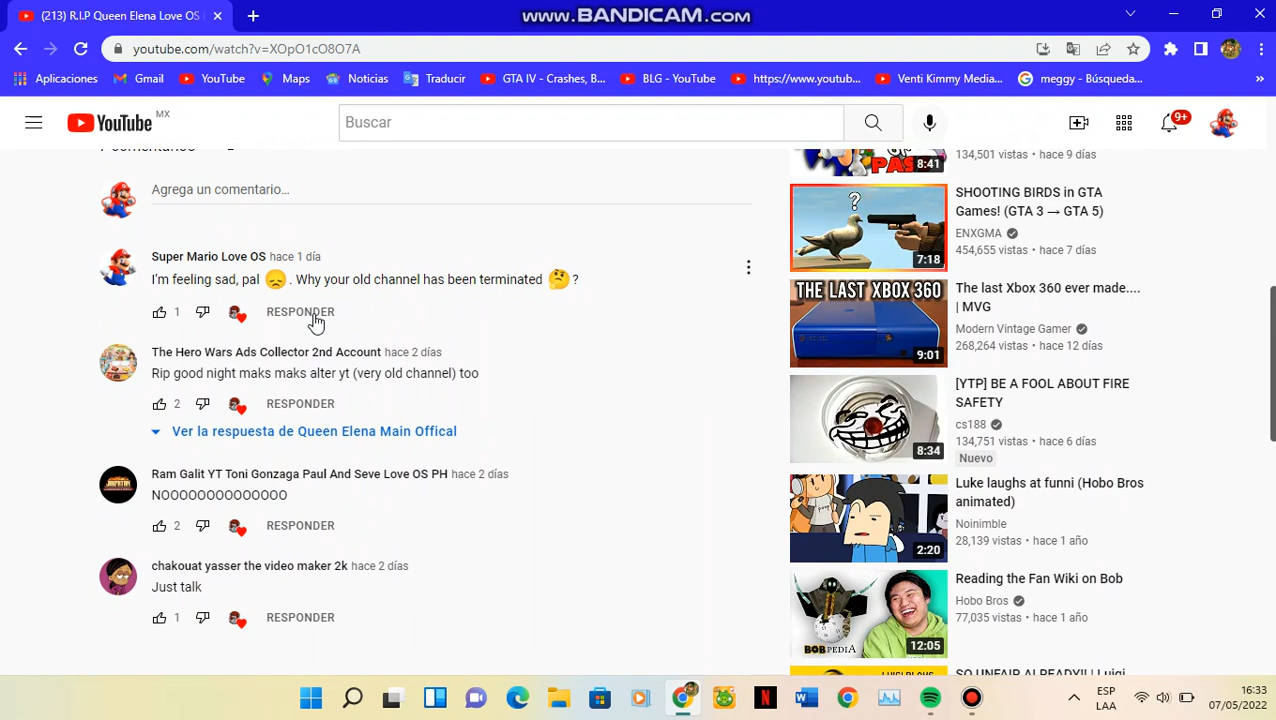 (213) R.I.P Queen Elena Love OS (
www.BANDICAM.com
youtube.com/watch?v=XOpO1cO8O7A
Aplicaciones
Gmail
YouTube
Maps
Noticias
Traducir
GTA IV - Crashes, B...
BLG - YouTube
https://www.youtub...
Venti Kimmy Media...
meggy - Búsqueda...
YouTube MX
Buscar
9+
7 comentarios
Agrega un comentario...
Super Mario Love OS hace 1 día
I'm feeling sad, pal 😞. Why your old channel has been terminated 🤔?
1 RESPONDER
The Hero Wars Ads Collector 2nd Account hace 2 días
Rip good night maks maks alter yt (very old channel) too
2 RESPONDER
Ver la respuesta de Queen Elena Main Offical
Ram Galit YT Toni Gonzaga Paul And Seve Love OS PH hace 2 días
NOOOOOOOOOOOOOO
2 RESPONDER
chakouat yasser the video maker 2k hace 2 días
Just talk
1 RESPONDER
8:41
134,501 vistas • hace 9 días
?
7:18
SHOOTING BIRDS in GTA
Games! (GTA 3 → GTA 5)
ENXGMA
454,655 vistas • hace 7 días
THE LAST XBOX 360
9:01
The last Xbox 360 ever made....
| MVG
Modern Vintage Gamer
268,264 vistas • hace 12 días
8:34
[YTP] BE A FOOL ABOUT FIRE
SAFETY
cs188
134,751 vistas • hace 6 días
Nuevo
2:20
Luke laughs at funni (Hobo Bros
animated)
Noinimble
28,139 vistas • hace 1 año
BOBPEDIA
12:05
Reading the Fan Wiki on Bob
Hobo Bros
77,035 vistas • hace 1 año
SO UNFAIR ALREADY!! | Luigi
ESP
LAA
16:33
07/05/2022